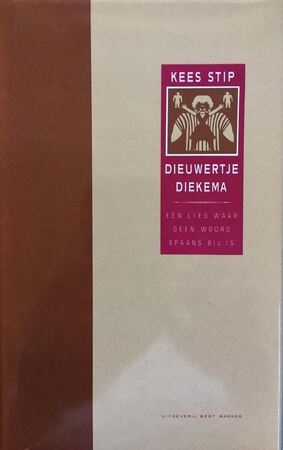 KEES STIP
DIEUWERTJE
DIEKEMA
EEN LIED WAAR
GEEN WOORD
SPAANS BIJ IS
UITGEVERIJ BERT BAKKER